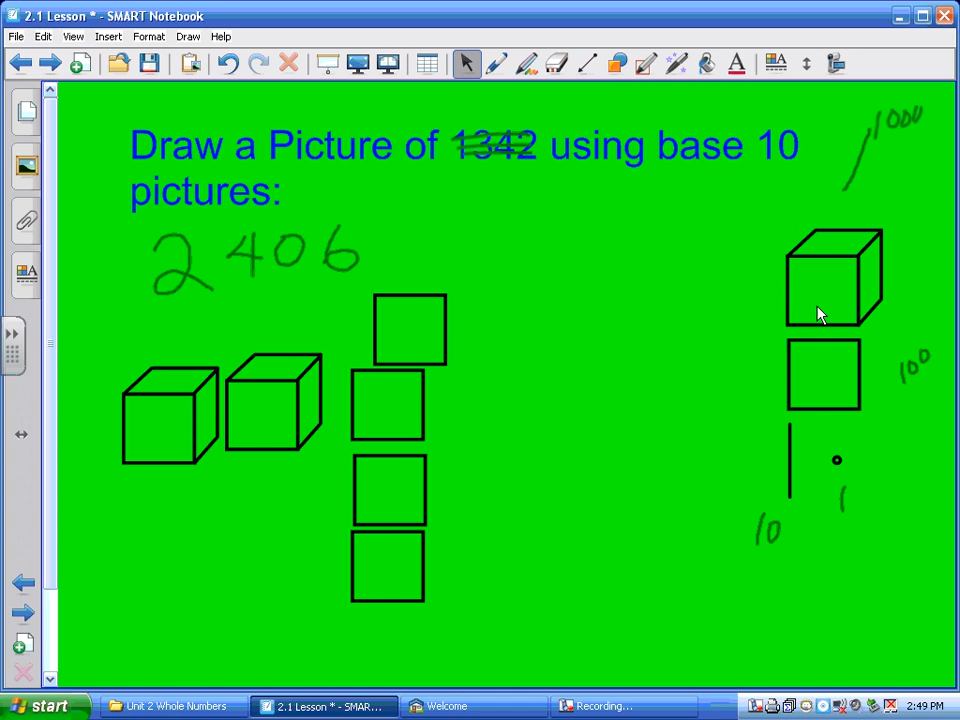 2.1 Lesson * - SMART Notebook
File Edit View Insert Format Draw Help
Draw a Picture of 1342 using base 10
pictures:
1000
2406
100
10
1
start
Unit 2 Whole Numbers
2.1 Lesson * - SMAR...
Welcome
Recording...
2:49 PM